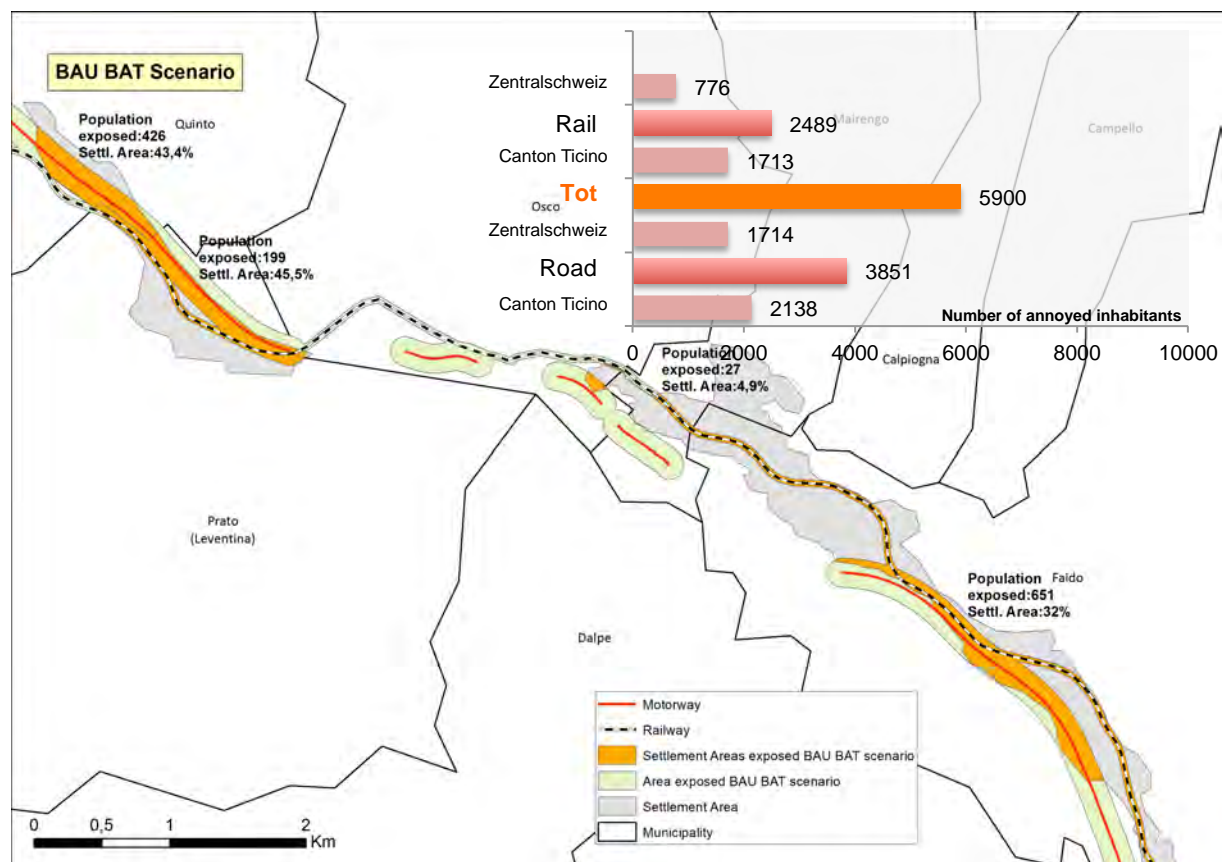 BAU BAT Scenario
Population
exposed:426
Settl. Area:43,4%
Quinto
Population
exposed:199
Settl. Area:45,5%
Osco
Mairengo
Campello
Zentralschweiz 776
Rail 2489
Canton Ticino 1713
Tot 5900
Zentralschweiz 1714
Road 3851
Canton Ticino 2138
Number of annoyed inhabitants
0 2000 4000 6000 8000 10000
Population
exposed:27
Settl. Area:4,9%
Calpiogna
Prato
(Leventina)
Population
exposed:651
Settl. Area:32%
Faido
Dalpe
Motorway
Railway
Settlement Areas exposed BAU BAT scenario
Area exposed BAU BAT scenario
Settlement Area
Municipality
0 0,5 1 2
Km